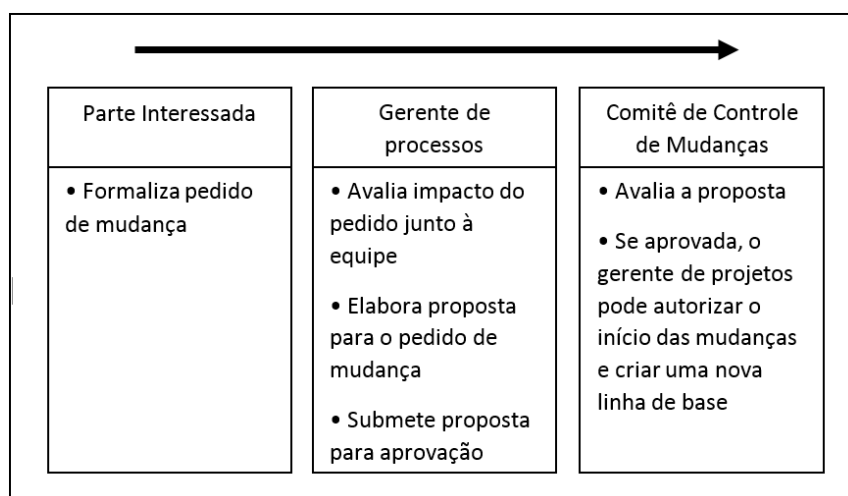 Parte Interessada
• Formaliza pedido
de mudança
Gerente de
processos
• Avalia impacto do
pedido junto à
equipe
• Elabora proposta
para o pedido de
mudança
• Submete proposta
para aprovação
Comitê de Controle
de Mudanças
• Avalia a proposta
• Se aprovada, o
gerente de projetos
pode autorizar o
início das mudanças
e criar uma nova
linha de base